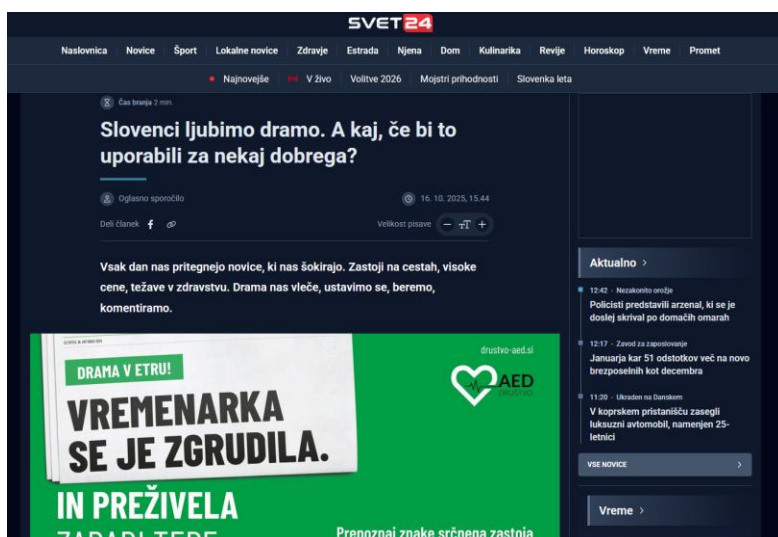 SVET24
Naslovnica Novice Šport Lokalne novice Zdravje Estrada Njena Dom Kulinarika Revije Horoskop Vreme Promet
Najnovejše V živo Volitve 2026 Mojstri prihodnosti Slovenka leta
Čas branja 2 min.
Slovenci ljubimo dramo. A kaj, če bi to
uporabili za nekaj dobrega?
Oglasno sporočilo
16. 10. 2025, 15.44
Deli članek
Velikost pisave − TT +
Vsak dan nas pritegnejo novice, ki nas šokirajo. Zastoji na cestah, visoke
cene, težave v zdravstvu. Drama nas vleče, ustavimo se, beremo,
komentiramo.
DRAMA V ETRU!
VREMENARKA
SE JE ZGRUDILA.
IN PREŽIVELA
drustvo-aed.si
AED
DRUŠTVO
Prepoznaj znake srčnega zastoja
Aktualno >
12:42 · Nezakonito orožje
Policisti predstavili arzenal, ki se je
doslej skrival po domačih omarah
12:17 · Zavod za zaposlovanje
Januarja kar 51 odstotkov več na novo
brezposelnih kot decembra
11:20 · Ukraden na Danskem
V koprskem pristanišču zasegli
luksuzni avtomobil, namenjen 25-
letnici
VSE NOVICE >
Vreme >